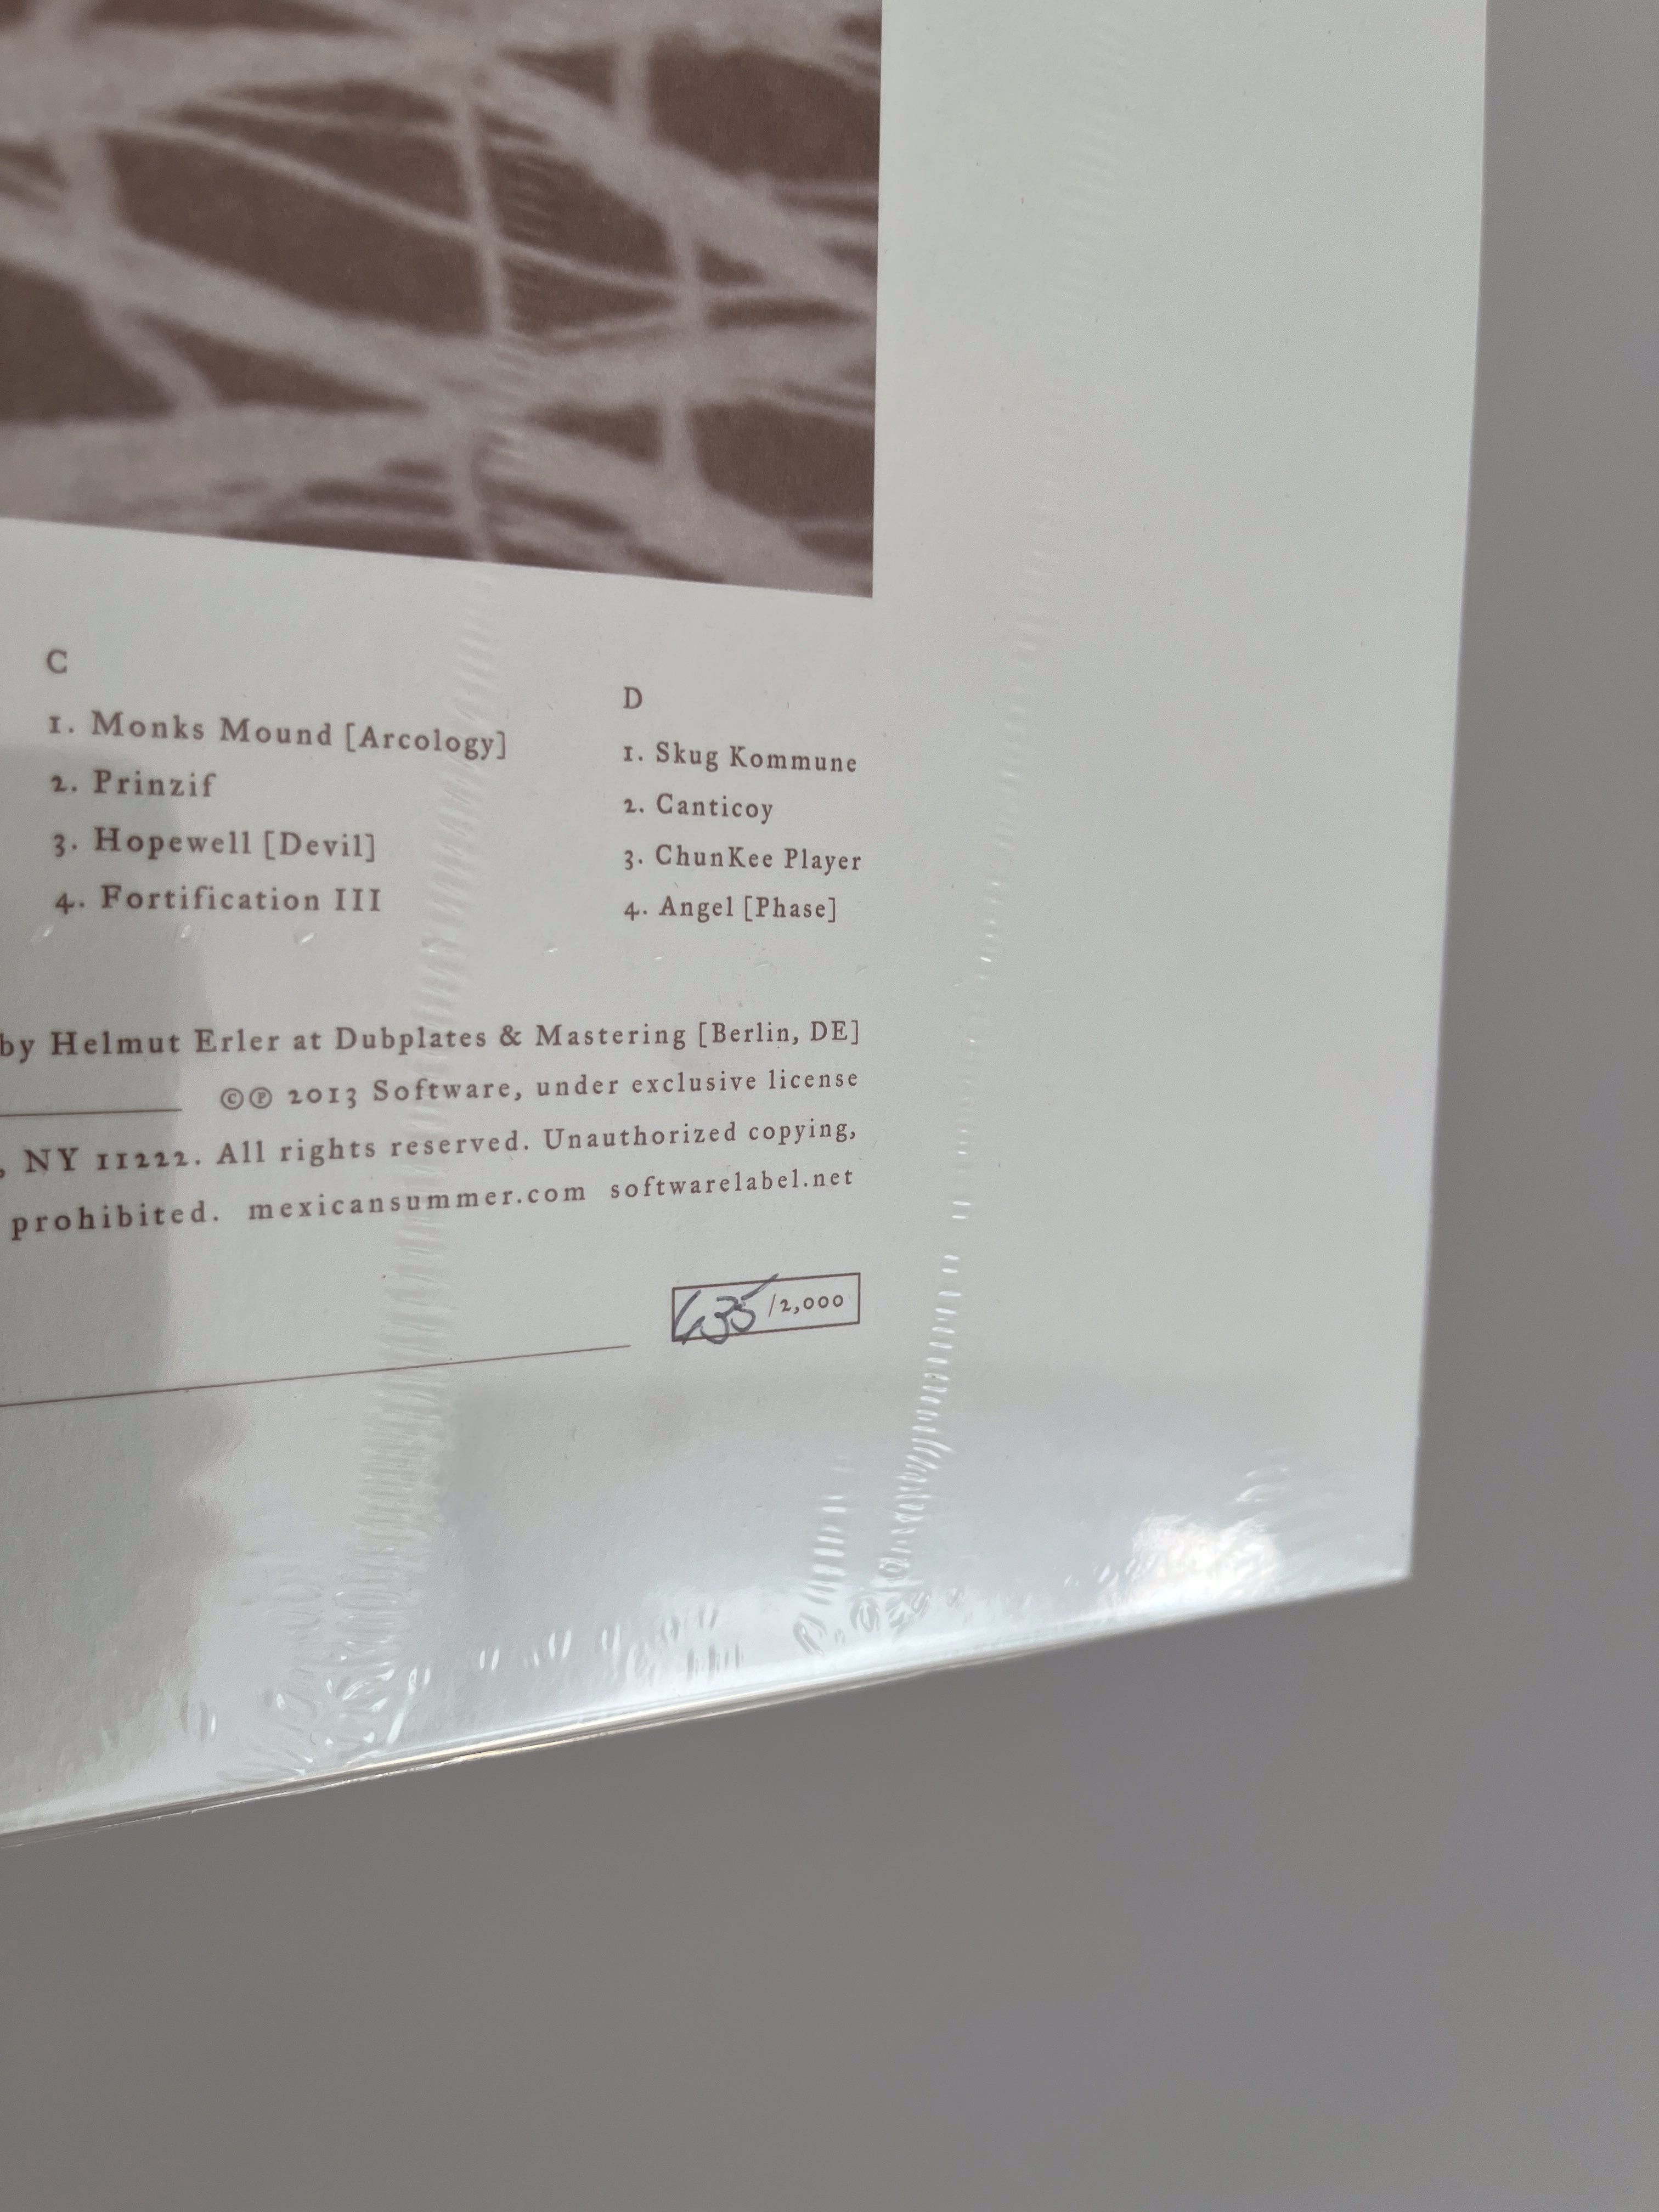 C
1. Monks Mound [Arcology]
2. Prinzif
3. Hopewell [Devil]
4. Fortification III
D
1. Skug Kommune
2. Canticoy
3. ChunKee Player
4. Angel [Phase]
by Helmut Erler at Dubplates & Mastering [Berlin, DE]
©℗ 2013 Software, under exclusive license
, NY 11222. All rights reserved. Unauthorized copying,
prohibited. mexicansummer.com softwarelabel.net
635/2,000